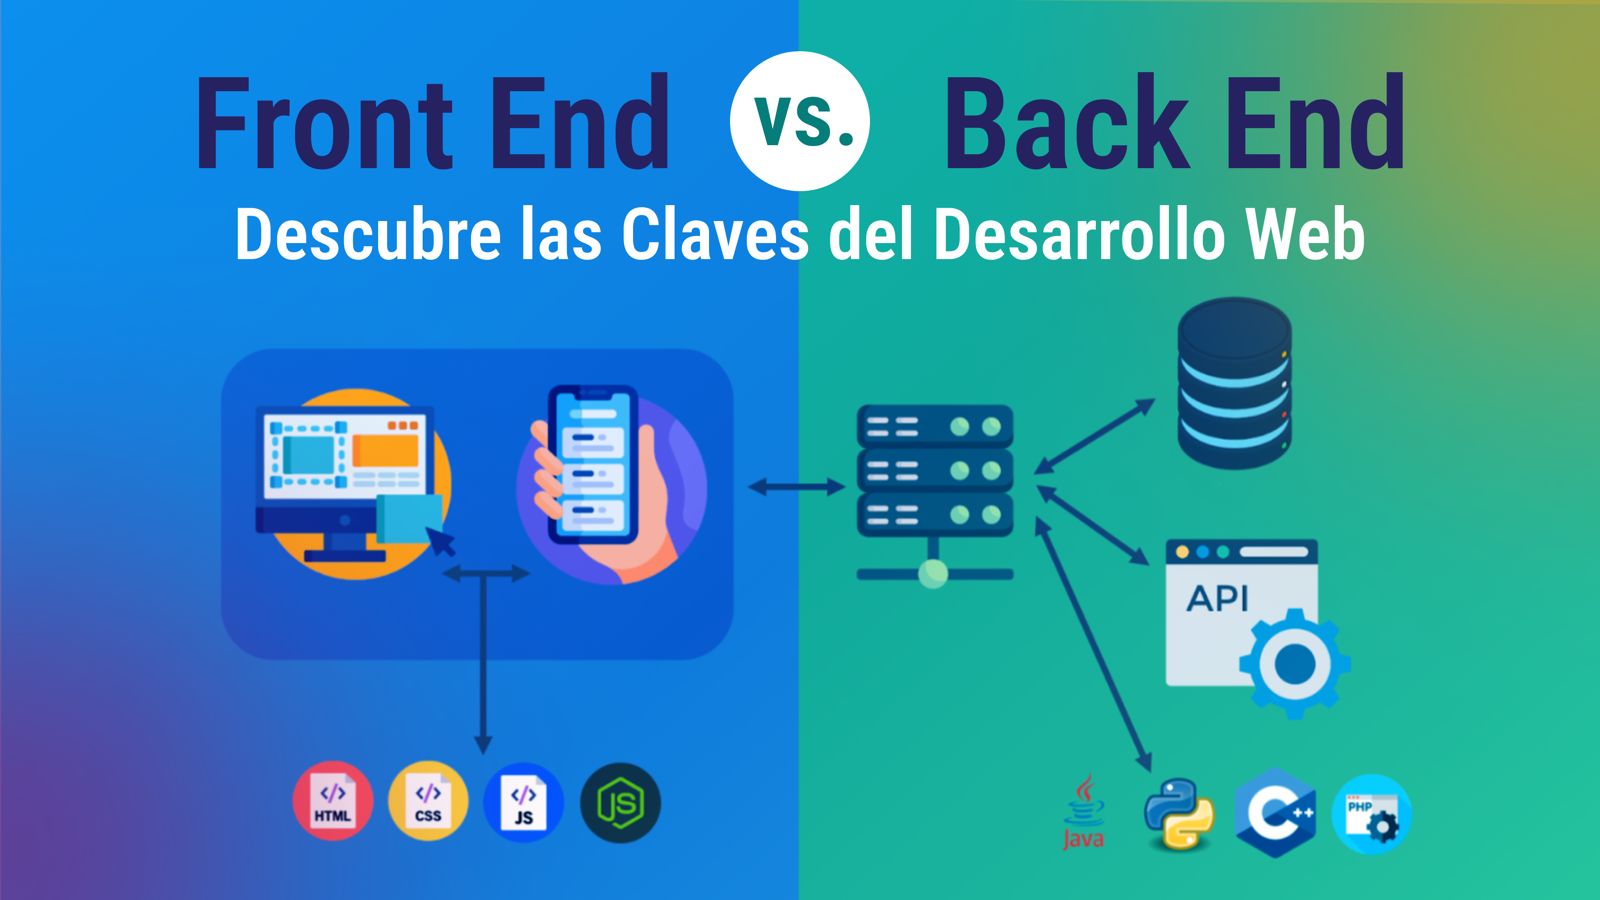 Front End vs. Back End
Descubre las Claves del Desarrollo Web
API
</> HTML
</> CSS
</> JS
JS
Java
C++
PHP